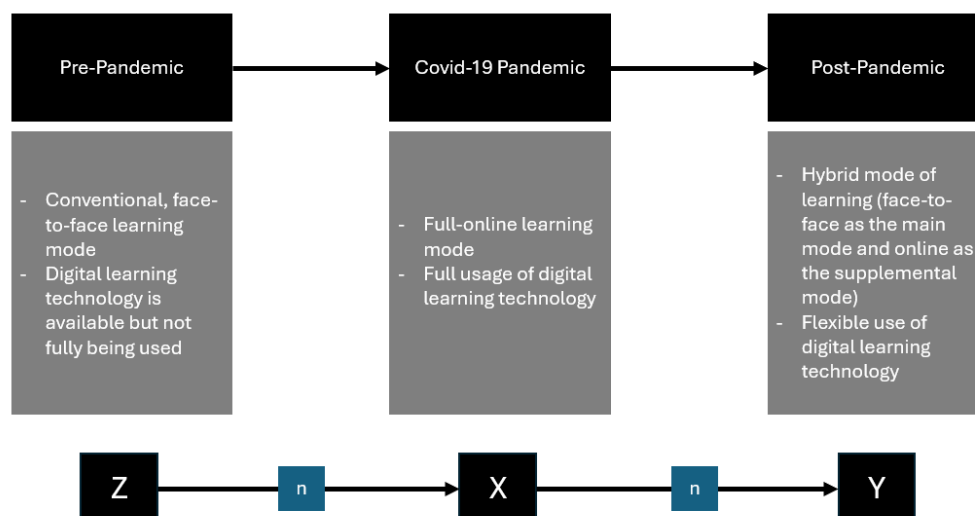 Pre-Pandemic
Covid-19 Pandemic
Post-Pandemic
- Conventional, face-
to-face learning
mode
- Digital learning
technology is
available but not
fully being used
- Full-online learning
mode
- Full usage of digital
learning technology
- Hybrid mode of
learning (face-to-
face as the main
mode and online as
the supplemental
mode)
- Flexible use of
digital learning
technology
Z
n
X
n
Y